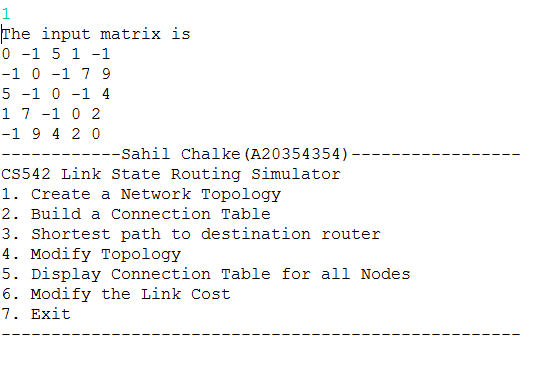 1
The input matrix is
0 -1 5 1 -1
-1 0 -1 7 9
5 -1 0 -1 4
1 7 -1 0 2
-1 9 4 2 0
------------Sahil Chalke(A20354354)-----------------
CS542 Link State Routing Simulator
1. Create a Network Topology
2. Build a Connection Table
3. Shortest path to destination router
4. Modify Topology
5. Display Connection Table for all Nodes
6. Modify the Link Cost
7. Exit
----------------------------------------------------